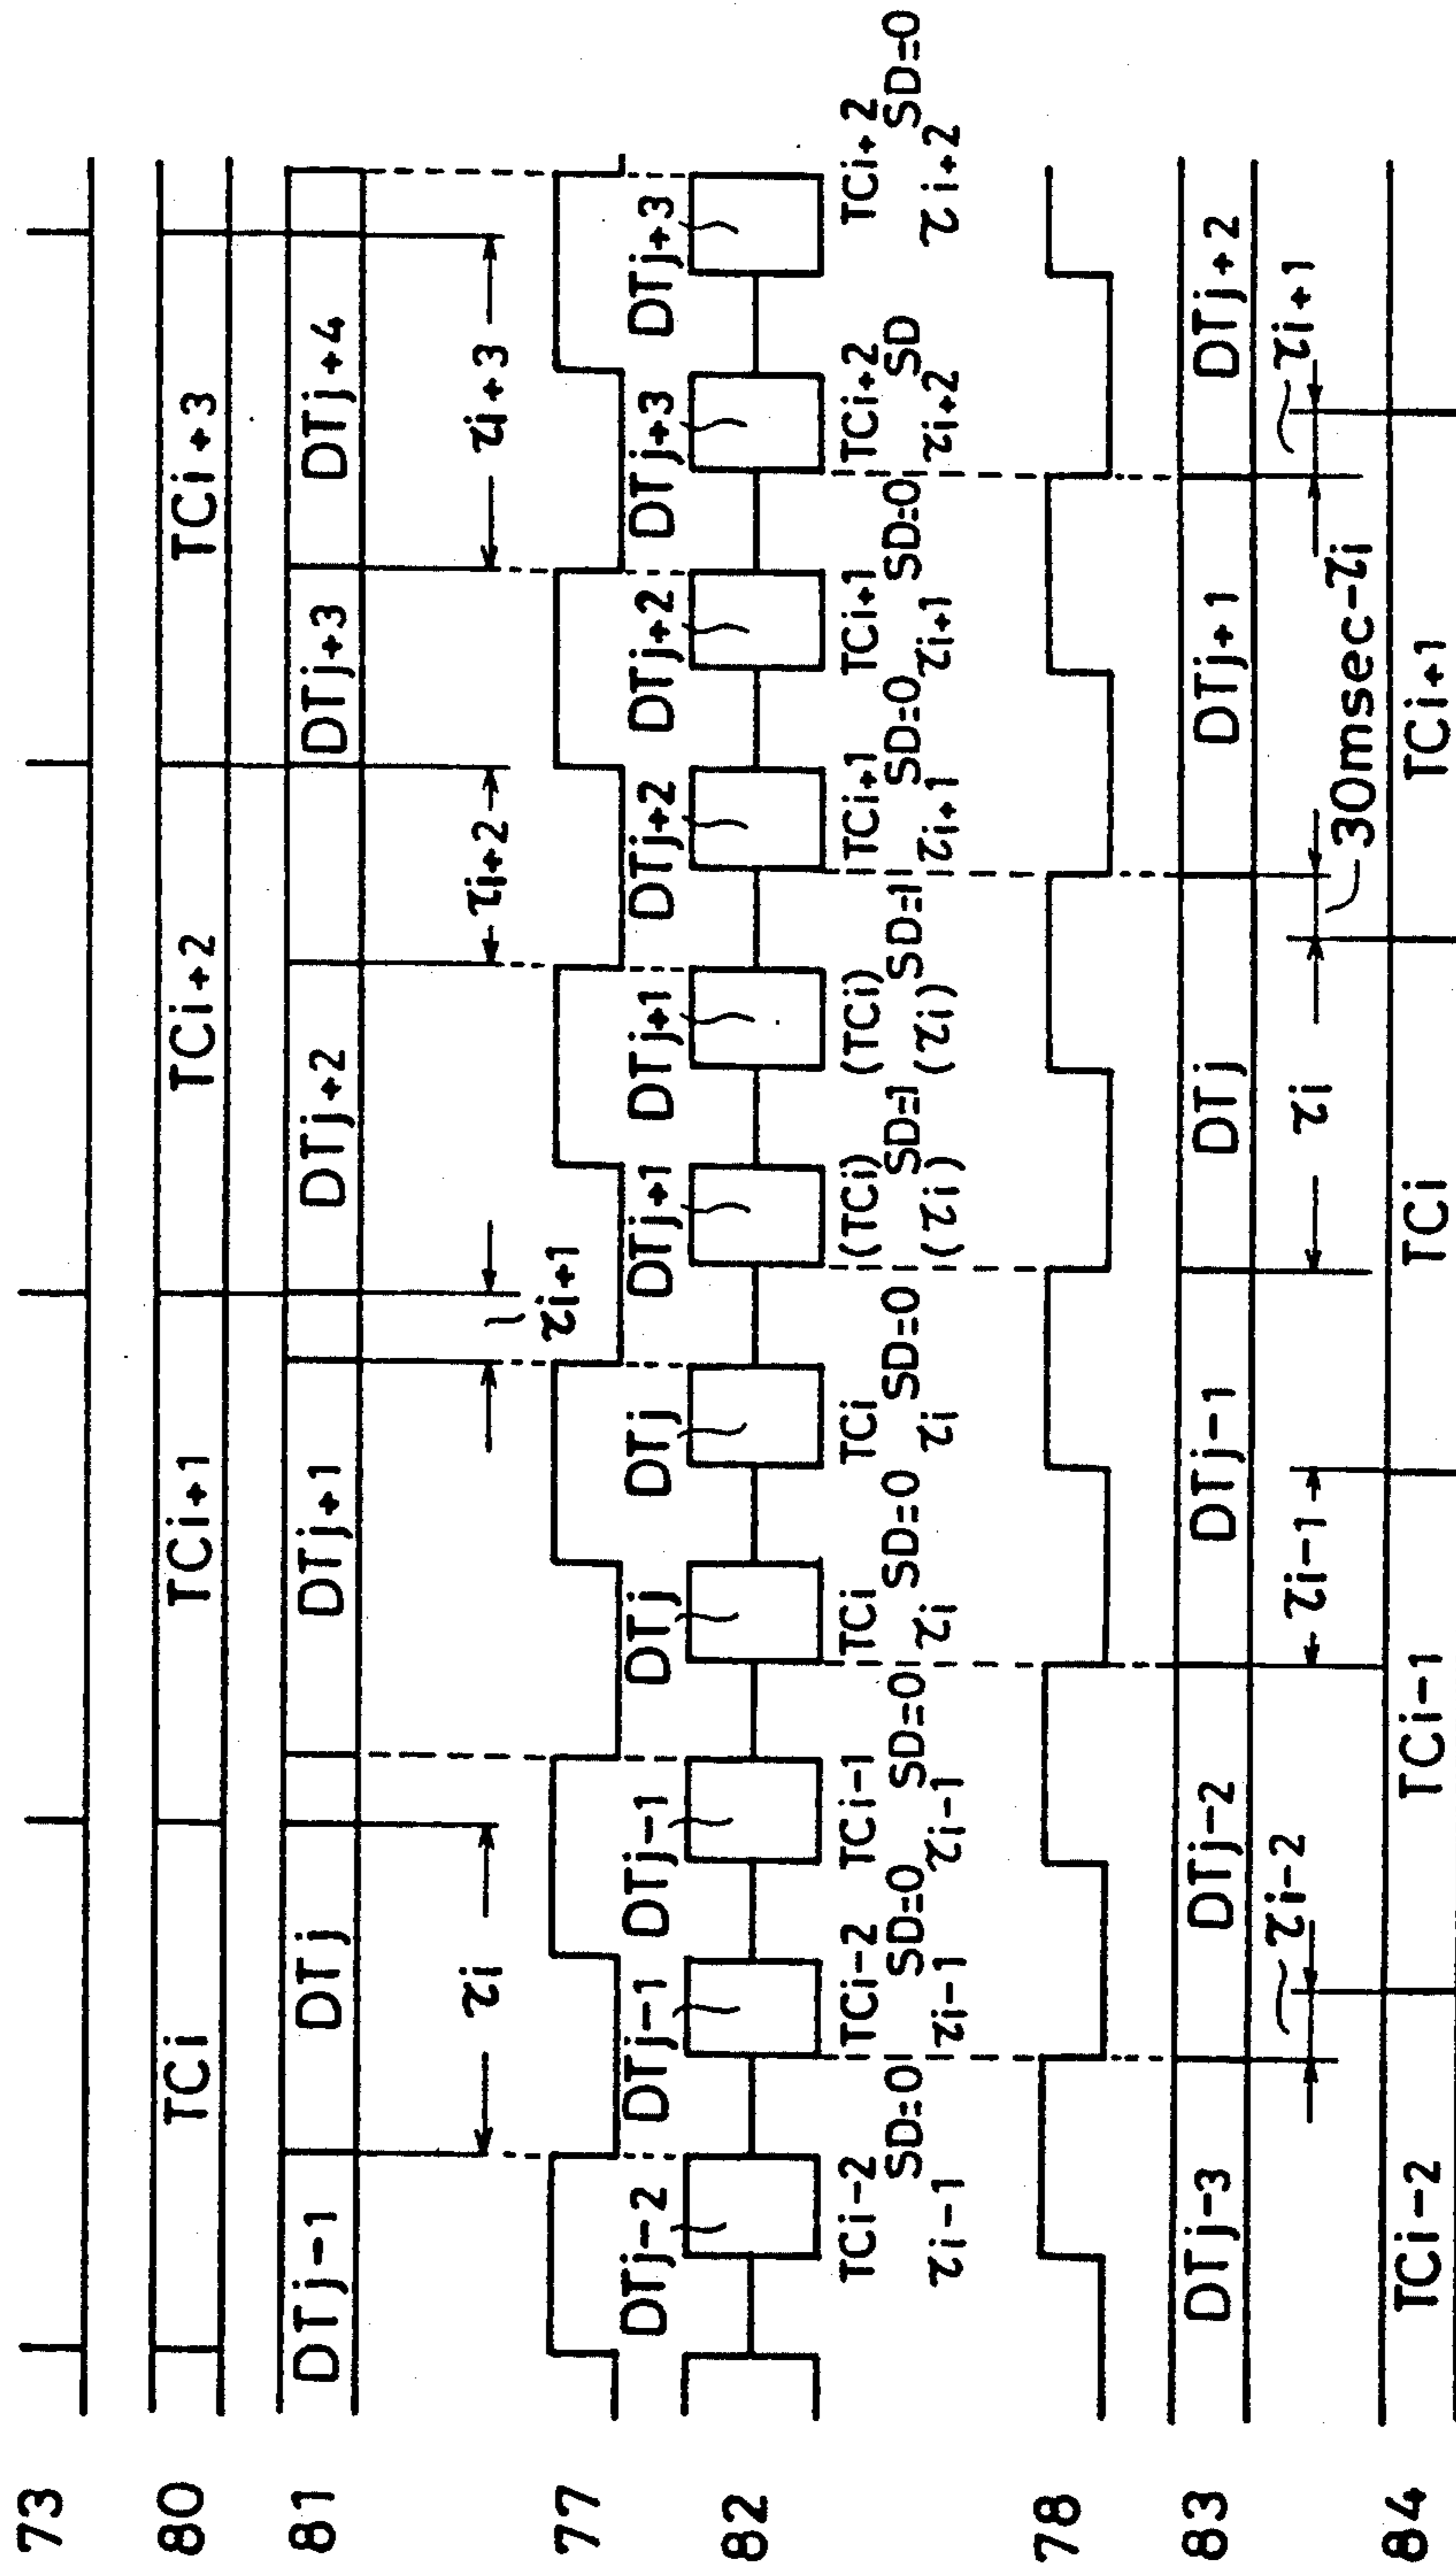 73
80 TCi TCi+1 TCi+2 TCi+3
81 DTj-1 DTj DTj+1 DTj+2 DTj+3 DTj+4
τi τi+1 τi+2 τi+3
77
DTj-2 DTj-1 DTj-1 DTj DTj DTj+1 DTj+1 DTj+2 DTj+2 DTj+3 DTj+3
82
TCi-2 TCi-2 TCi-1 TCi TCi (TCi) (TCi) TCi+1 TCi+1 TCi+2 TCi+2
SD=0 SD=0 SD=0 SD=0 SD=0 SD=1 SD=1 SD=0 SD=0 SD SD=0
τi-1 τi-1 τi-1 τi τi (τi) (τi) τi+1 τi+1 τi+2 τi+2
78
83 DTj-3 DTj-2 DTj-1 DTj DTj+1 DTj+2
τi-2 τi-1 τi 30msec-τi τi+1
84 TCi-2 TCi-1 TCi TCi+1